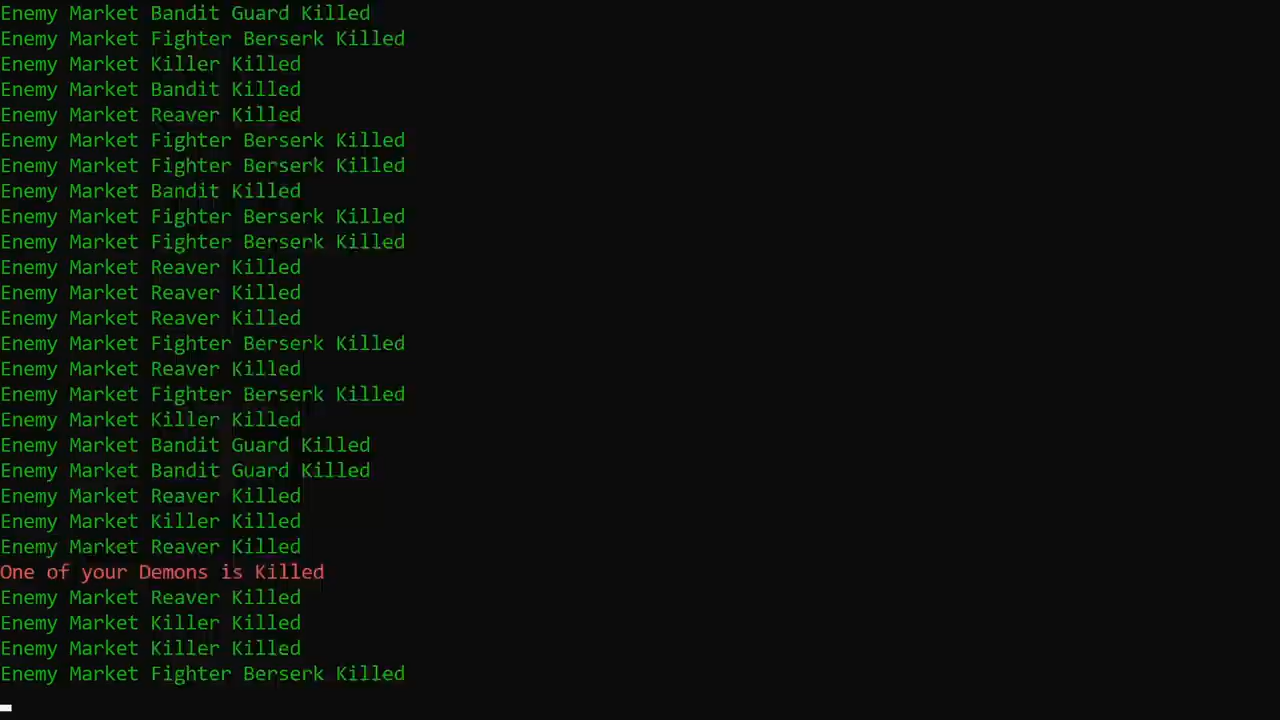 Enemy Market Bandit Guard Killed
Enemy Market Fighter Berserk Killed
Enemy Market Killer Killed
Enemy Market Bandit Killed
Enemy Market Reaver Killed
Enemy Market Fighter Berserk Killed
Enemy Market Fighter Berserk Killed
Enemy Market Bandit Killed
Enemy Market Fighter Berserk Killed
Enemy Market Fighter Berserk Killed
Enemy Market Reaver Killed
Enemy Market Reaver Killed
Enemy Market Reaver Killed
Enemy Market Fighter Berserk Killed
Enemy Market Reaver Killed
Enemy Market Fighter Berserk Killed
Enemy Market Killer Killed
Enemy Market Bandit Guard Killed
Enemy Market Bandit Guard Killed
Enemy Market Reaver Killed
Enemy Market Killer Killed
Enemy Market Reaver Killed
One of your Demons is Killed
Enemy Market Reaver Killed
Enemy Market Killer Killed
Enemy Market Killer Killed
Enemy Market Fighter Berserk Killed